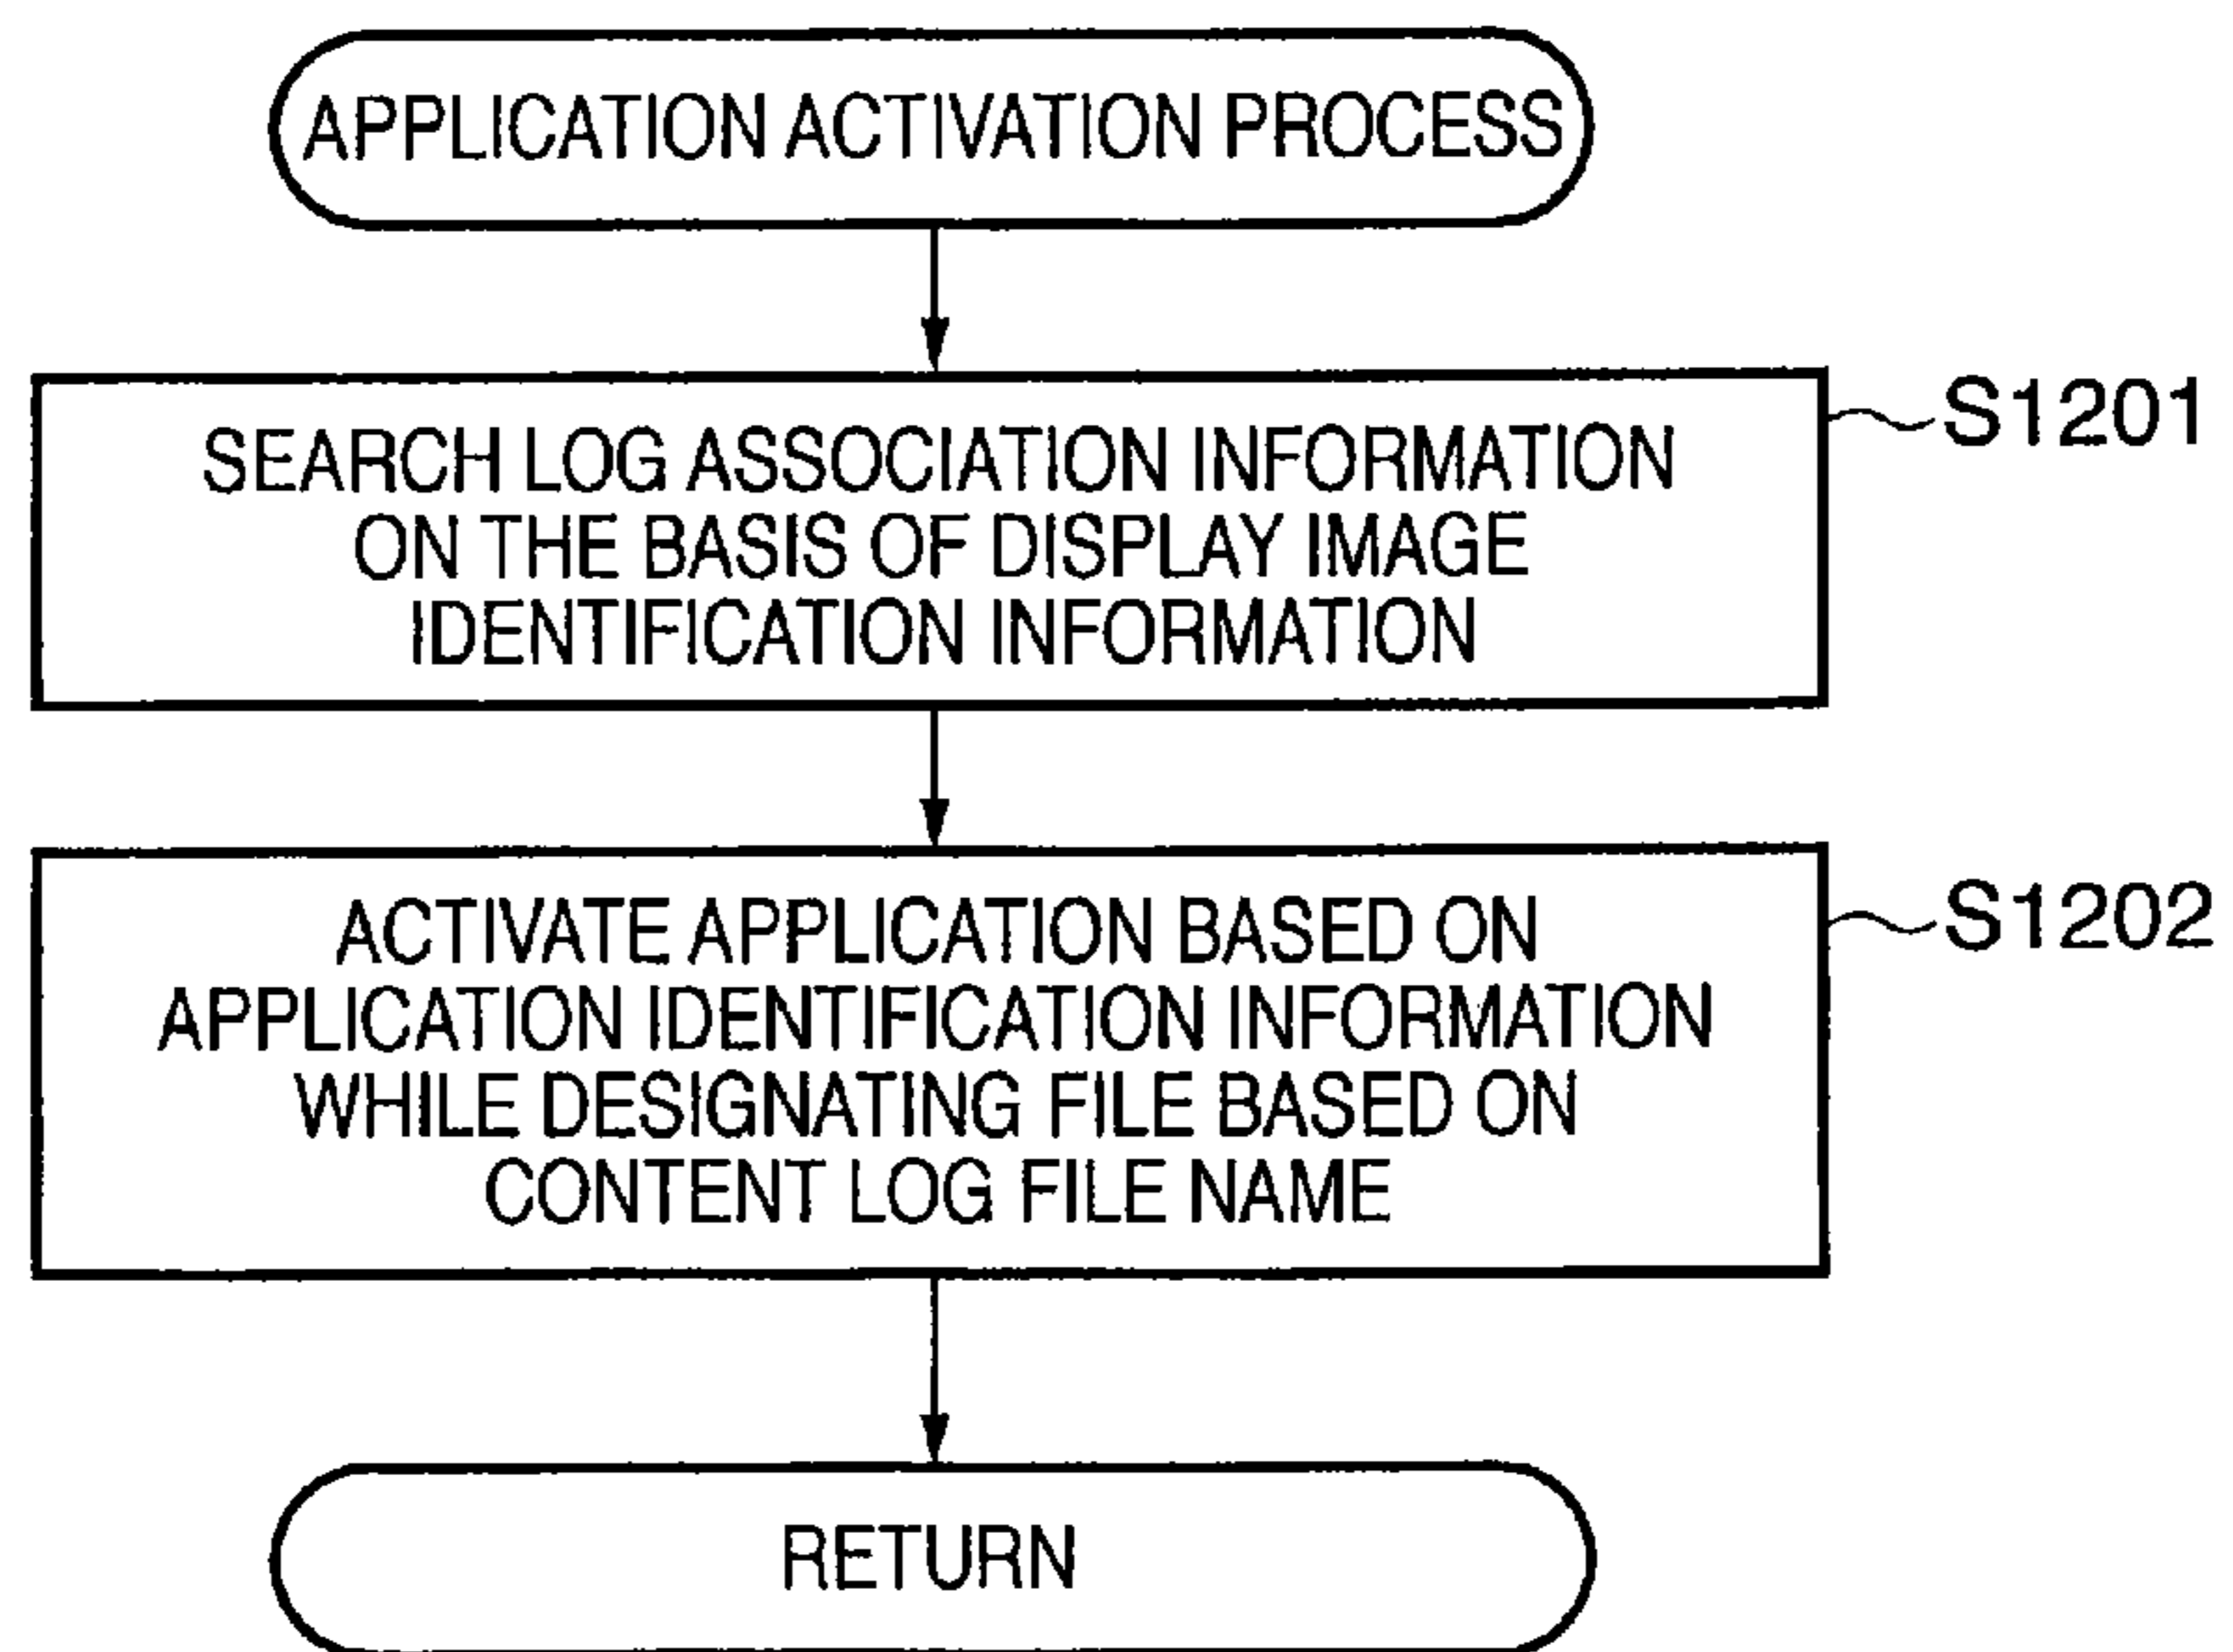 APPLICATION ACTIVATION PROCESS
S1201
SEARCH LOG ASSOCIATION INFORMATION
ON THE BASIS OF DISPLAY IMAGE
IDENTIFICATION INFORMATION
S1202
ACTIVATE APPLICATION BASED ON
APPLICATION IDENTIFICATION INFORMATION
WHILE DESIGNATING FILE BASED ON
CONTENT LOG FILE NAME
RETURN